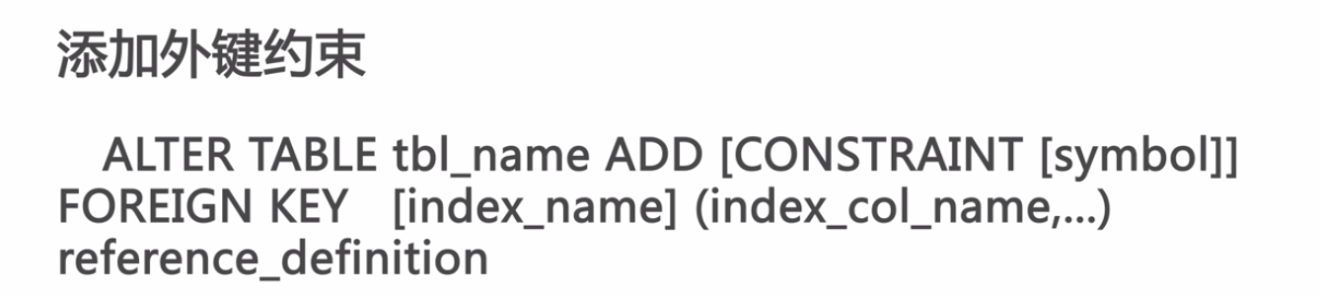 添加外键约束
ALTER TABLE tbl_name ADD [CONSTRAINT [symbol]]
FOREIGN KEY [index_name] (index_col_name,...)
reference_definition